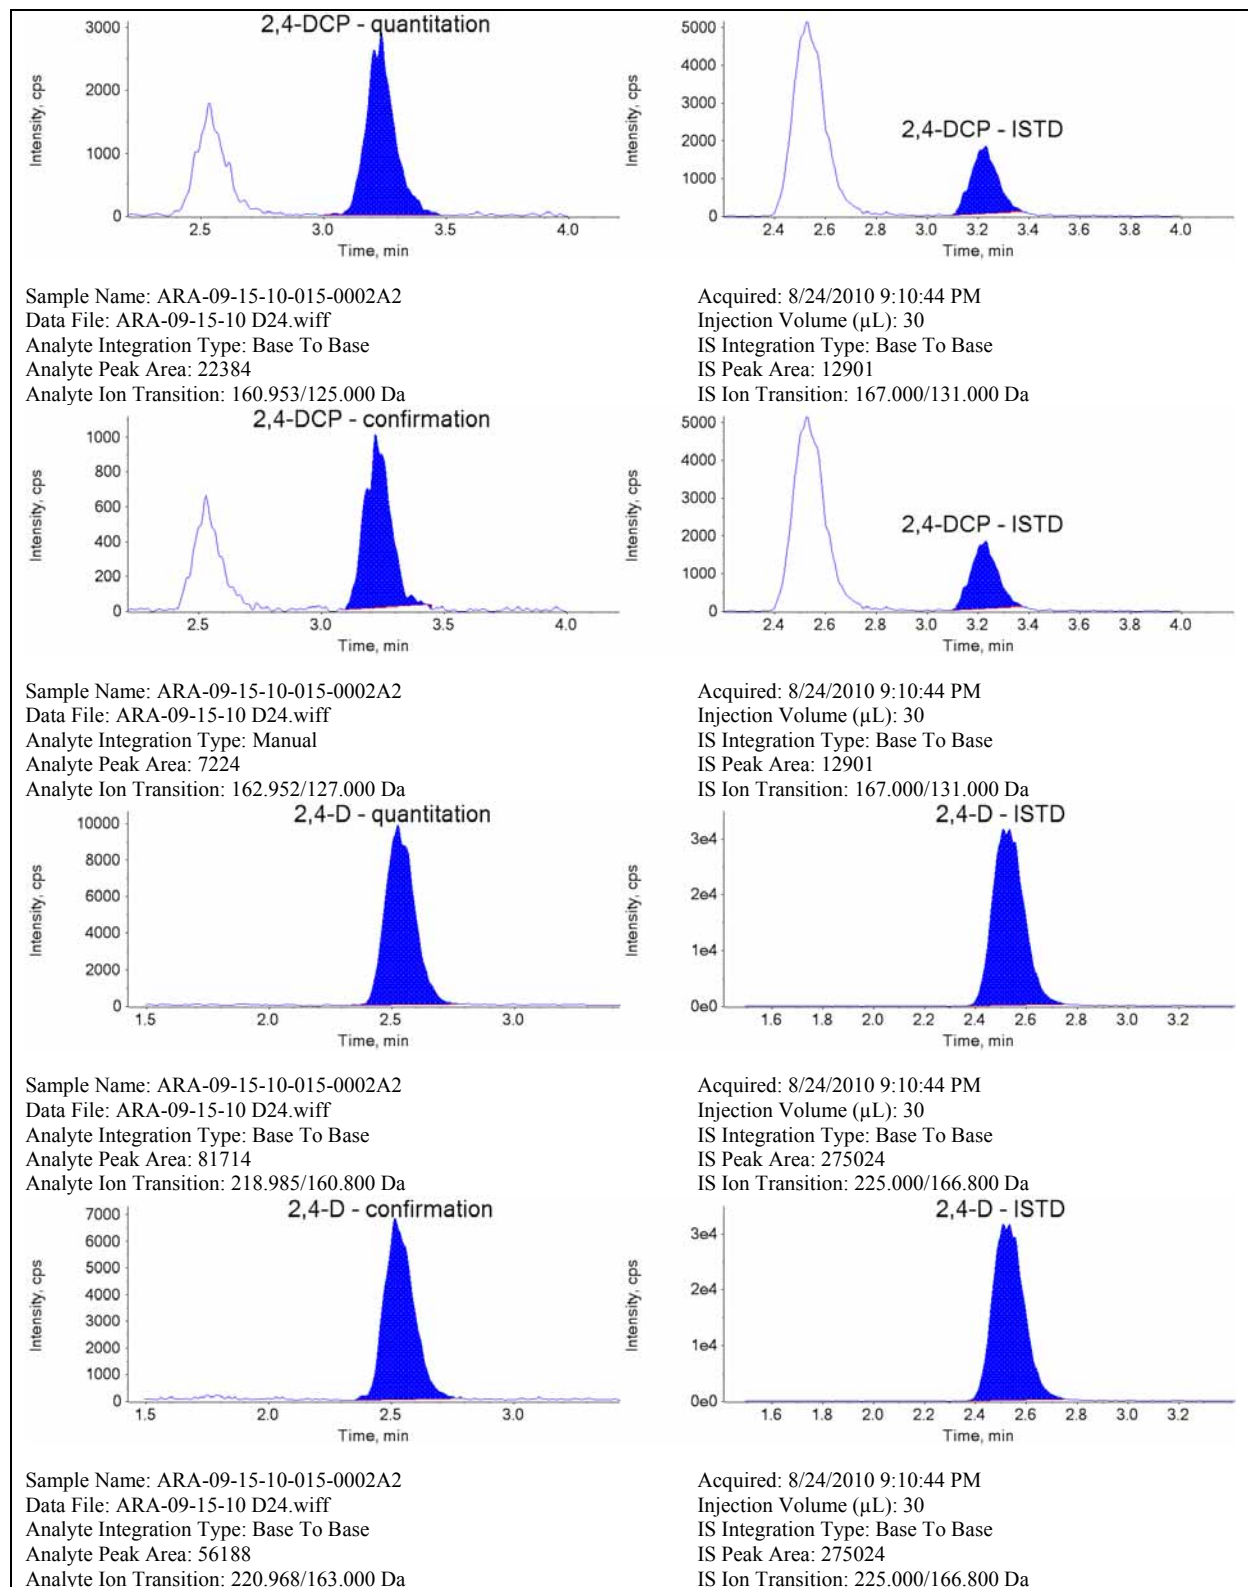 2,4-DCP - quantitation
3000
2000
1000
0
Intensity, cps
2.5 3.0 3.5 4.0
Time, min
2,4-DCP - ISTD
5000
4000
3000
2000
1000
0
Intensity, cps
2.4 2.6 2.8 3.0 3.2 3.4 3.6 3.8 4.0
Time, min
Sample Name: ARA-09-15-10-015-0002A2
Data File: ARA-09-15-10 D24.wiff
Analyte Integration Type: Base To Base
Analyte Peak Area: 22384
Analyte Ion Transition: 160.953/125.000 Da
Acquired: 8/24/2010 9:10:44 PM
Injection Volume (µL): 30
IS Integration Type: Base To Base
IS Peak Area: 12901
IS Ion Transition: 167.000/131.000 Da
2,4-DCP - confirmation
1000
800
600
400
200
0
Intensity, cps
2.5 3.0 3.5 4.0
Time, min
2,4-DCP - ISTD
5000
4000
3000
2000
1000
0
Intensity, cps
2.4 2.6 2.8 3.0 3.2 3.4 3.6 3.8 4.0
Time, min
Sample Name: ARA-09-15-10-015-0002A2
Data File: ARA-09-15-10 D24.wiff
Analyte Integration Type: Manual
Analyte Peak Area: 7224
Analyte Ion Transition: 162.952/127.000 Da
Acquired: 8/24/2010 9:10:44 PM
Injection Volume (µL): 30
IS Integration Type: Base To Base
IS Peak Area: 12901
IS Ion Transition: 167.000/131.000 Da
2,4-D - quantitation
10000
8000
6000
4000
2000
0
Intensity, cps
1.5 2.0 2.5 3.0
Time, min
2,4-D - ISTD
3e4
2e4
1e4
0e0
Intensity, cps
1.6 1.8 2.0 2.2 2.4 2.6 2.8 3.0 3.2
Time, min
Sample Name: ARA-09-15-10-015-0002A2
Data File: ARA-09-15-10 D24.wiff
Analyte Integration Type: Base To Base
Analyte Peak Area: 81714
Analyte Ion Transition: 218.985/160.800 Da
Acquired: 8/24/2010 9:10:44 PM
Injection Volume (µL): 30
IS Integration Type: Base To Base
IS Peak Area: 275024
IS Ion Transition: 225.000/166.800 Da
2,4-D - confirmation
7000
6000
5000
4000
3000
2000
1000
0
Intensity, cps
1.5 2.0 2.5 3.0
Time, min
2,4-D - ISTD
3e4
2e4
1e4
0e0
Intensity, cps
1.6 1.8 2.0 2.2 2.4 2.6 2.8 3.0 3.2
Time, min
Sample Name: ARA-09-15-10-015-0002A2
Data File: ARA-09-15-10 D24.wiff
Analyte Integration Type: Base To Base
Analyte Peak Area: 56188
Analyte Ion Transition: 220.968/163.000 Da
Acquired: 8/24/2010 9:10:44 PM
Injection Volume (µL): 30
IS Integration Type: Base To Base
IS Peak Area: 275024
IS Ion Transition: 225.000/166.800 Da